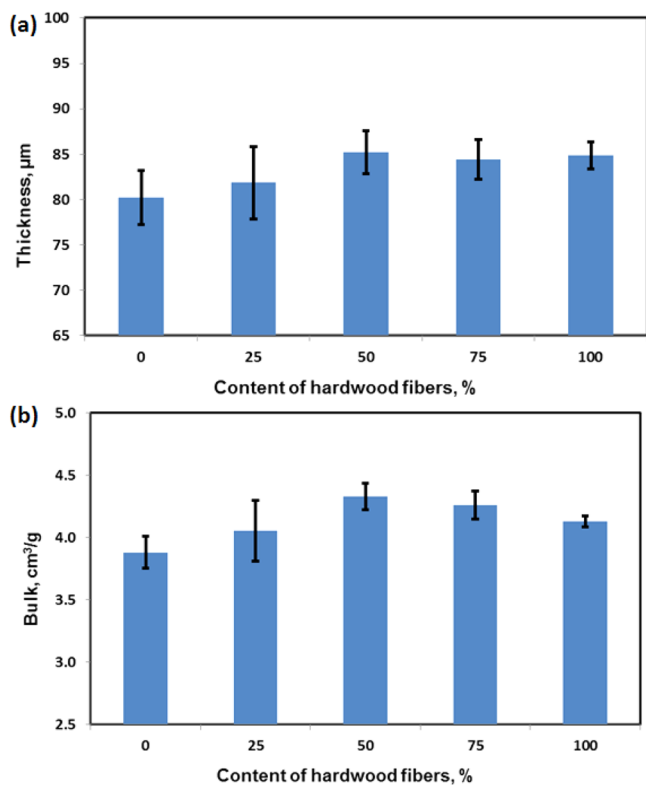 (a)
100
95
90
85
80
75
70
65
Thickness, µm
0 25 50 75 100
Content of hardwood fibers, %
(b)
5.0
4.5
4.0
3.5
3.0
2.5
Bulk, cm³/g
0 25 50 75 100
Content of hardwood fibers, %